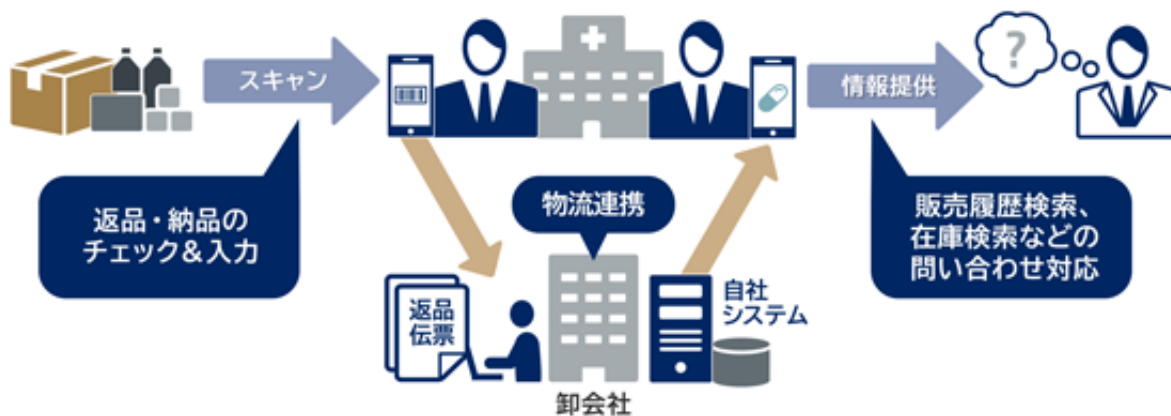 スキャン
情報提供
?
返品・納品の
チェック&入力
物流連携
販売履歴検索、
在庫検索などの
問い合わせ対応
返品
伝票
自社
システム
卸会社